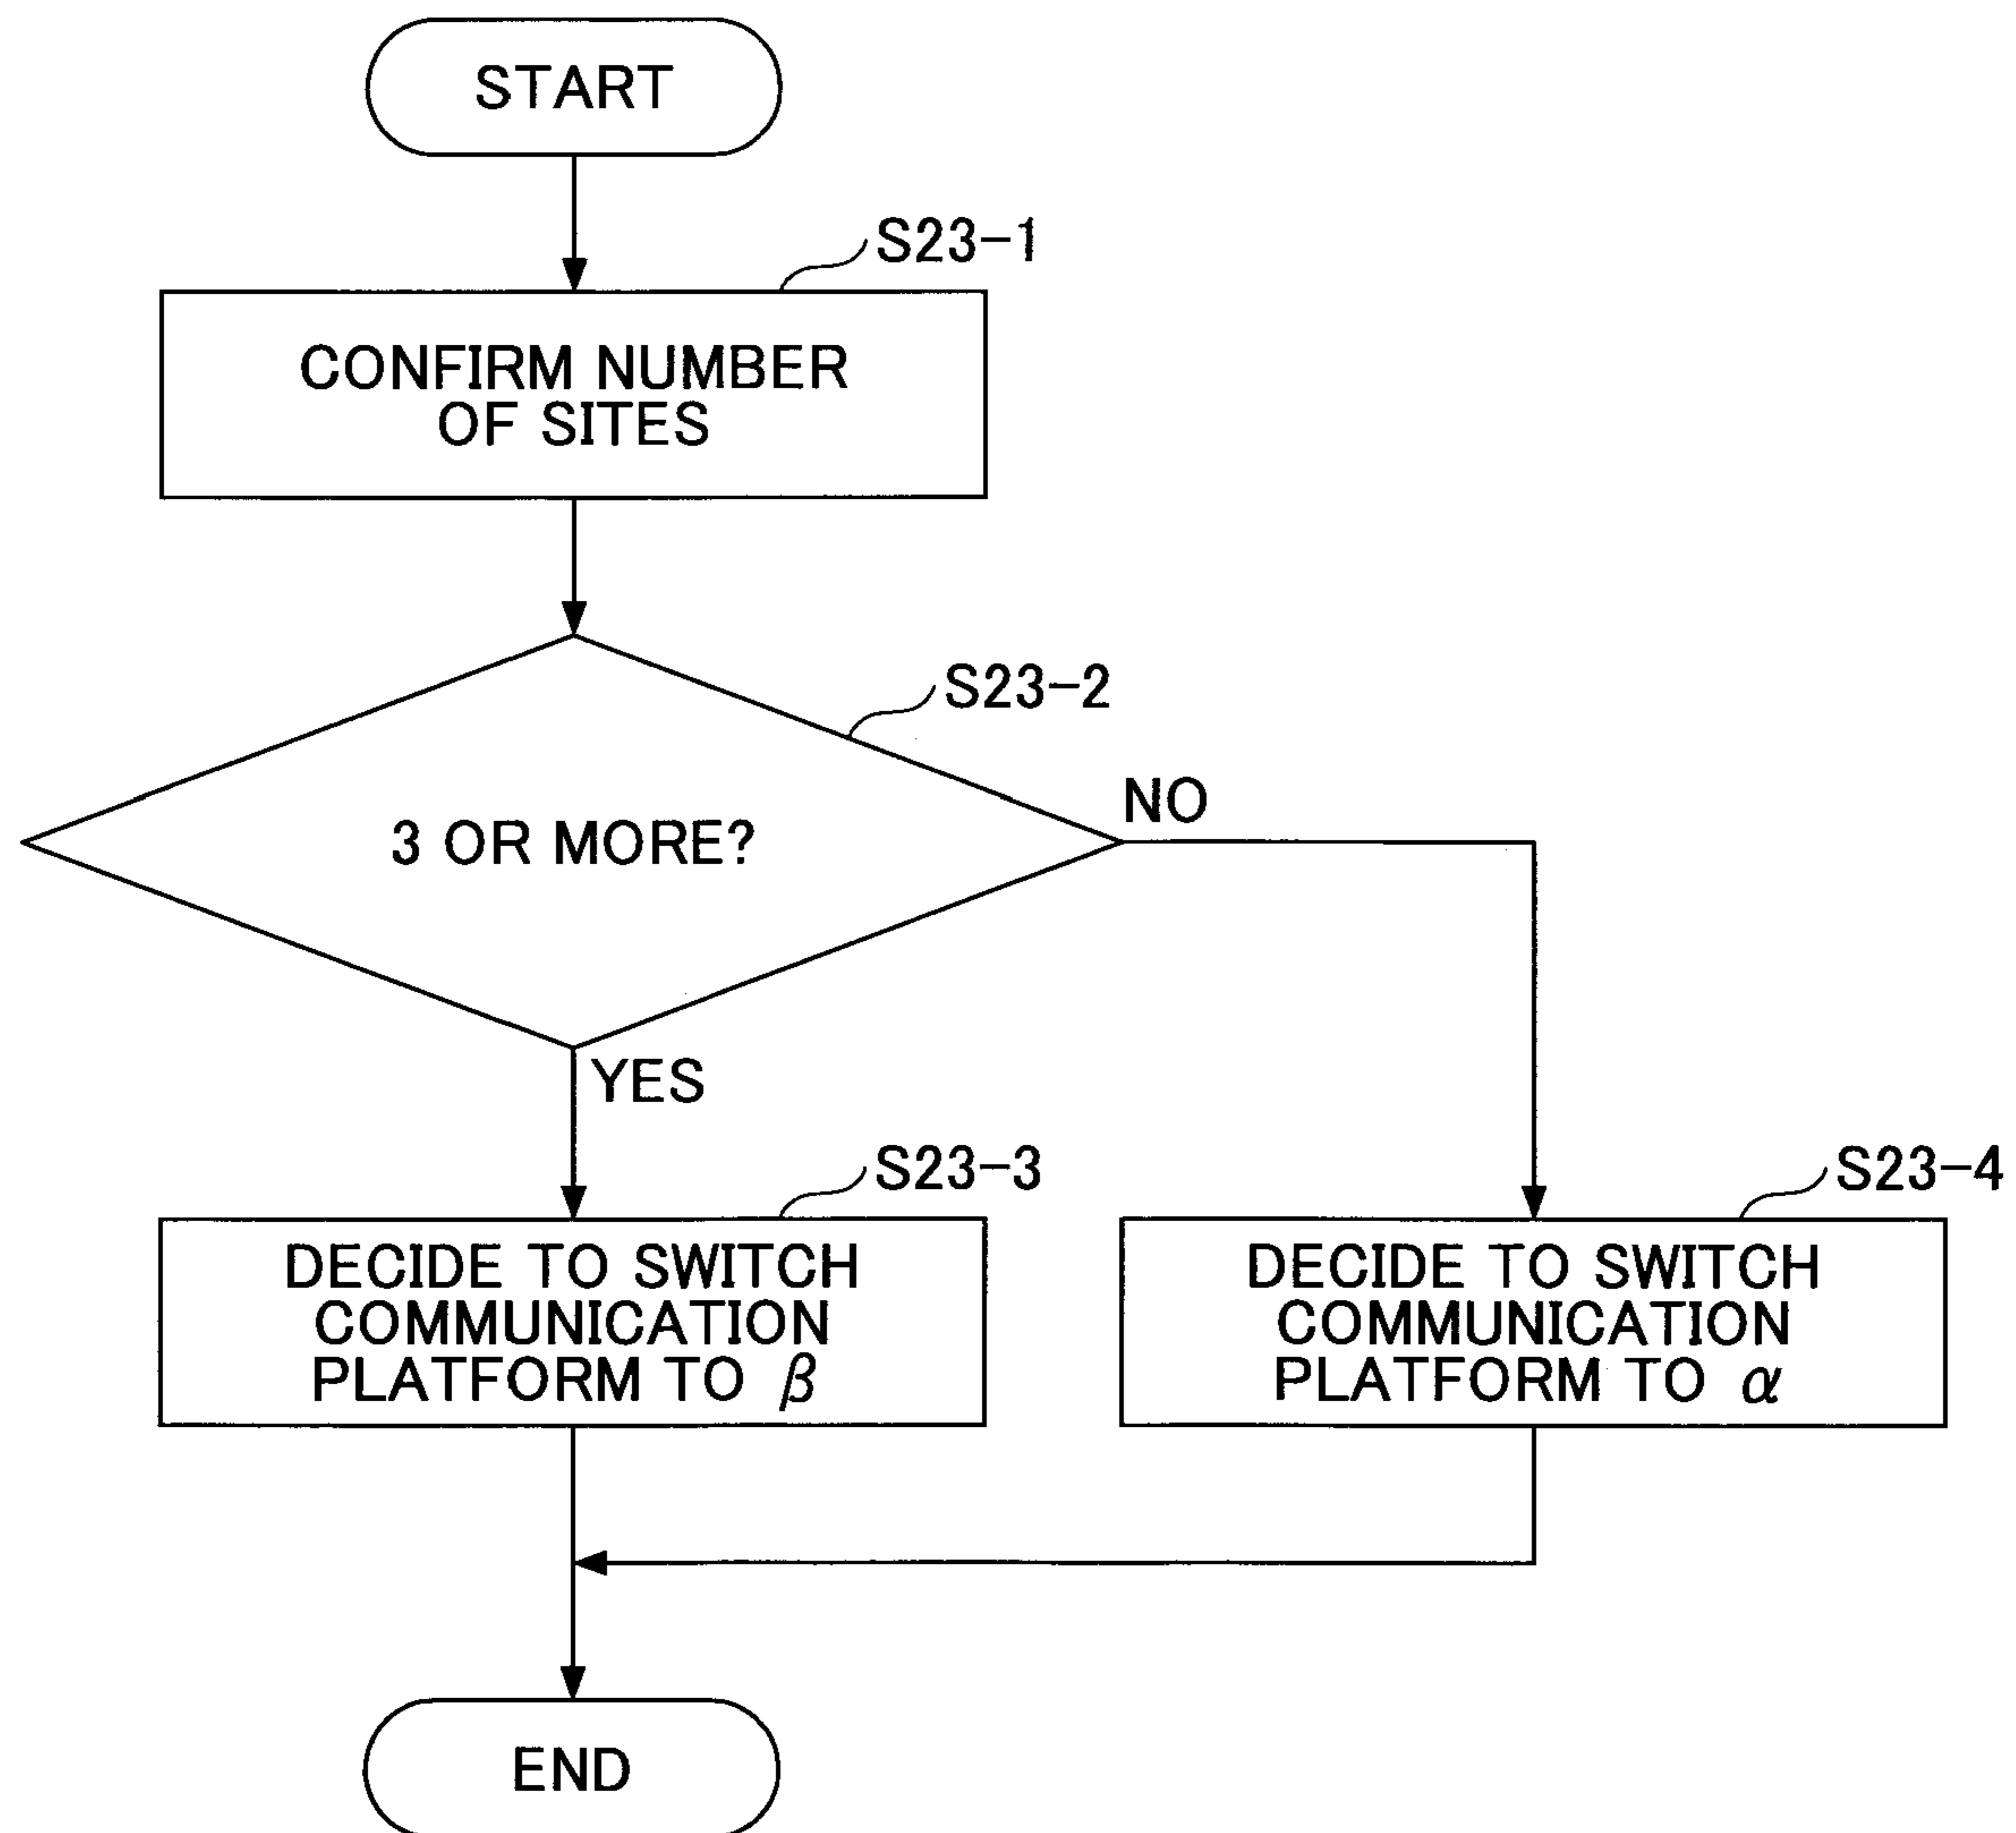 START
S23-1
CONFIRM NUMBER
OF SITES
S23-2
3 OR MORE?
NO
YES
S23-3
DECIDE TO SWITCH
COMMUNICATION
PLATFORM TO β
S23-4
DECIDE TO SWITCH
COMMUNICATION
PLATFORM TO α
END